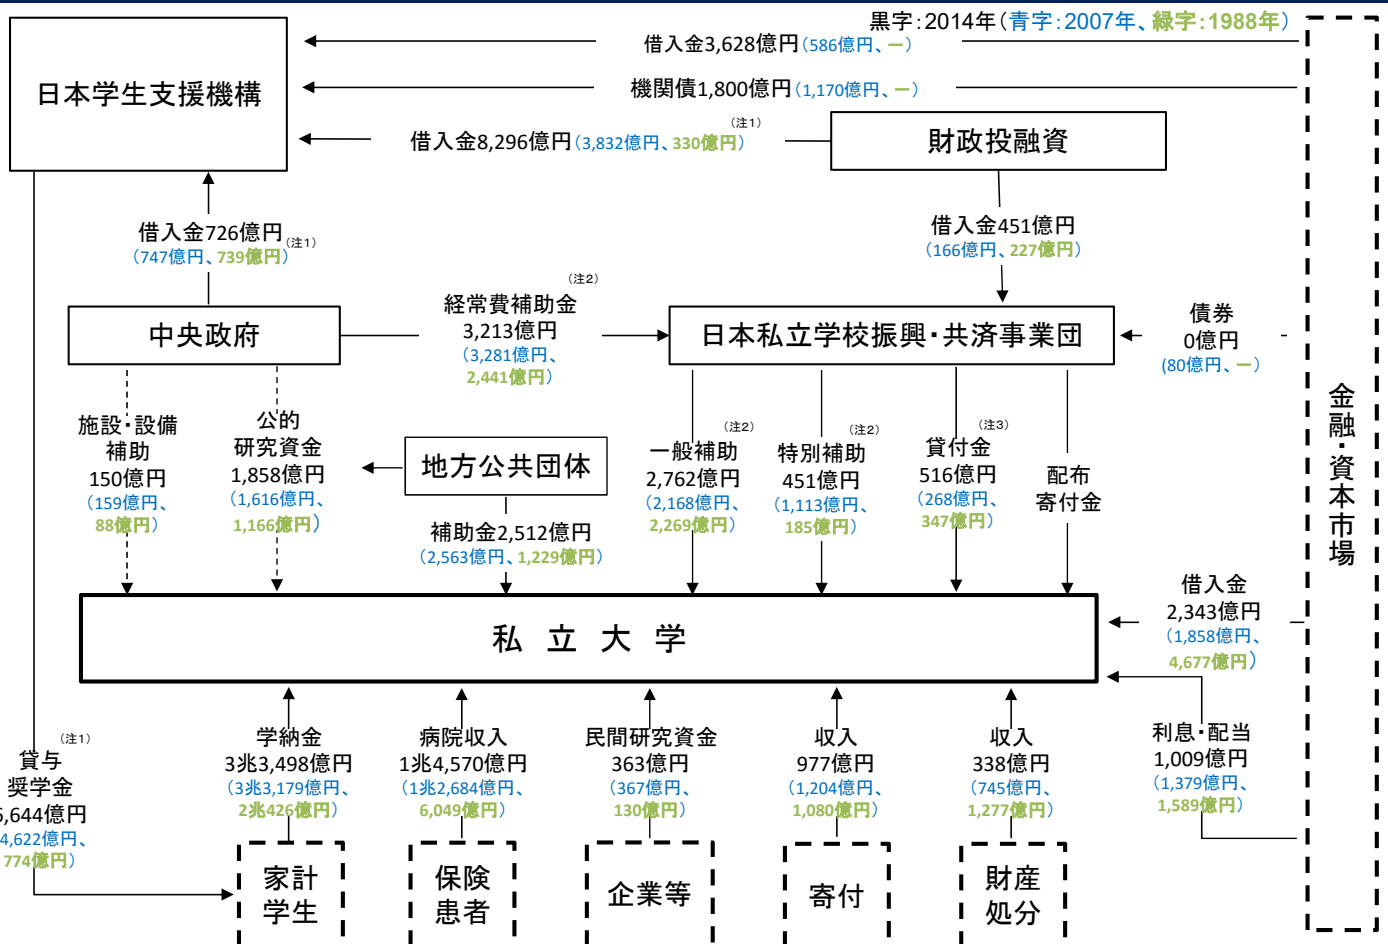 黒字：2014年（青字：2007年、緑字：1988年）
借入金3,628億円（586億円、ー）
日本学生支援機構
機関債1,800億円（1,170億円、ー）
借入金8,296億円（3,832億円、330億円）（注1）
財政投融資
借入金726億円
（747億円、739億円）（注1）
借入金451億円
（166億円、227億円）
中央政府
経常費補助金（注2）
3,213億円
（3,281億円、
2,441億円）
日本私立学校振興・共済事業団
債券
0億円
(80億円、ー）
金融・資本市場
施設・設備
補助
150億円
（159億円、
88億円）
公的
研究資金
1,858億円
（1,616億円、
1,166億円）
地方公共団体
補助金2,512億円
（2,563億円、1,229億円）
一般補助（注2）
2,762億円
（2,168億円、
2,269億円）
特別補助（注2）
451億円
（1,113億円、
185億円）
貸付金（注3）
516億円
（268億円、
347億円）
配布
寄付金
私立大学
借入金
2,343億円
（1,858億円、
4,677億円）
貸与（注1）
奨学金
6,644億円
4,622億円、
774億円）
学納金
3兆3,498億円
（3兆3,179億円、
2兆426億円）
病院収入
1兆4,570億円
（1兆2,684億円、
6,049億円）
民間研究資金
363億円
（367億円、
130億円）
収入
977億円
（1,204億円、
1,080億円）
収入
338億円
（745億円、
1,277億円）
利息・配当
1,009億円
（1,379億円、
1,589億円）
家計
学生
保険
患者
企業等
寄付
財産
処分